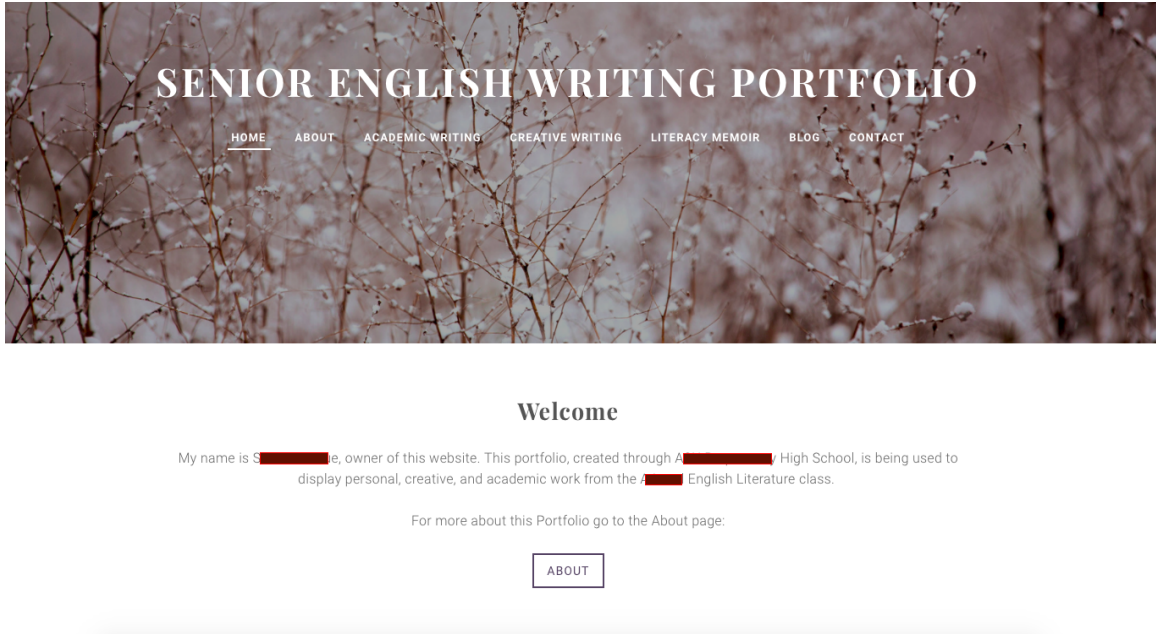 SENIOR ENGLISH WRITING PORTFOLIO
HOME ABOUT ACADEMIC WRITING CREATIVE WRITING LITERACY MEMOIR BLOG CONTACT
Welcome
My name is , owner of this website. This portfolio, created through High School, is being used to
display personal, creative, and academic work from the English Literature class.
For more about this Portfolio go to the About page:
ABOUT